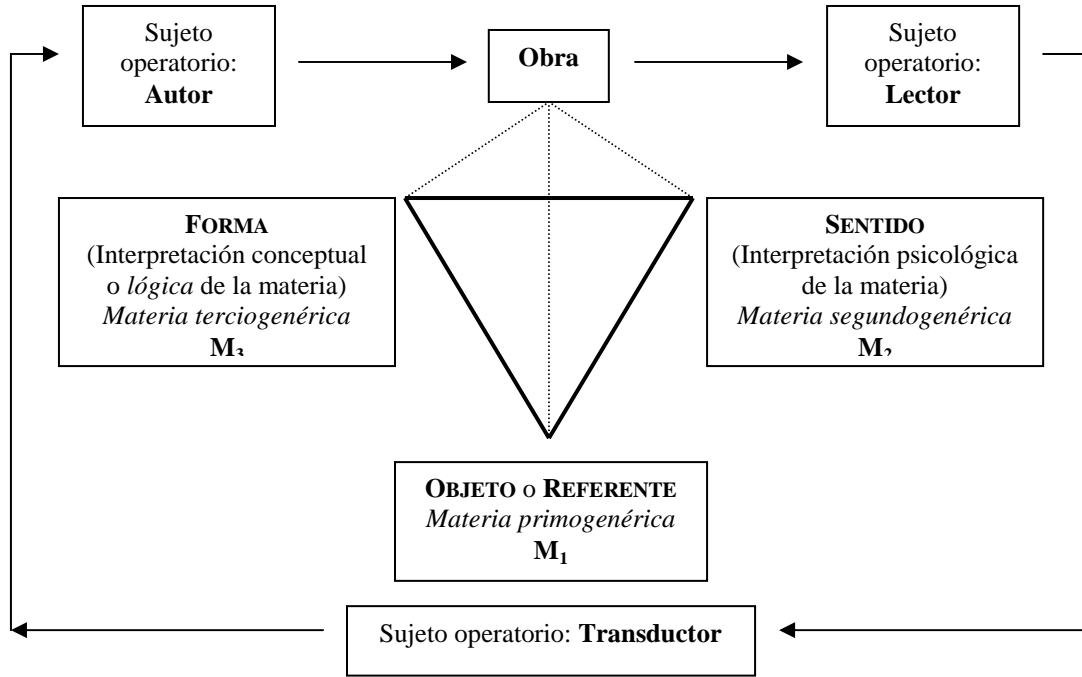 Sujeto
operatorio:
Autor
Obra
Sujeto
operatorio:
Lector
FORMA
(Interpretación conceptual
o lógica de la materia)
Materia terciogenérica
M₃
SENTIDO
(Interpretación psicológica
de la materia)
Materia segundogenérica
M₂
OBJETO o REFERENTE
Materia primogenérica
M₁
Sujeto operatorio: Transductor